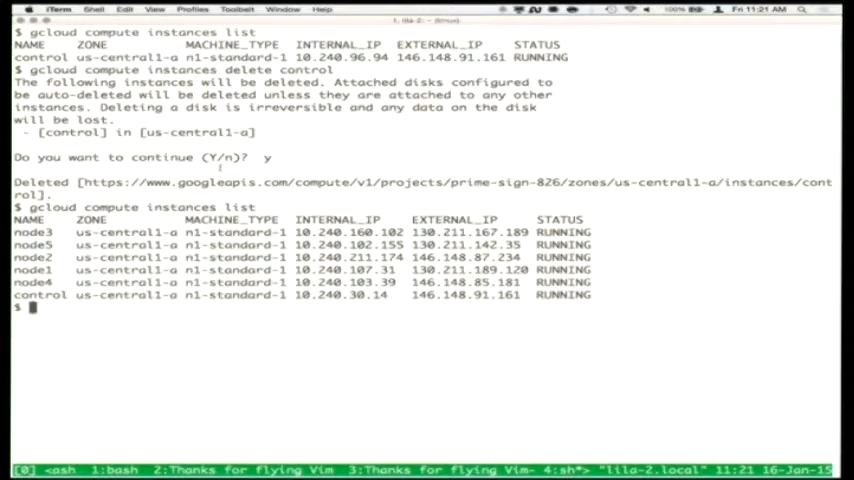 iTerm Shell Edit View Profiles Toolbelt Window Help 100% Fri 11:21 AM
$ gcloud compute instances list
NAME ZONE MACHINE_TYPE INTERNAL_IP EXTERNAL_IP STATUS
control us-central1-a n1-standard-1 10.240.96.94 146.148.91.161 RUNNING
$ gcloud compute instances delete control
The following instances will be deleted. Attached disks configured to
be auto-deleted will be deleted unless they are attached to any other
instances. Deleting a disk is irreversible and any data on the disk
will be lost.
- [control] in [us-central1-a]
Do you want to continue (Y/n)? y
Deleted [https://www.googleapis.com/compute/v1/projects/prime-sign-826/zones/us-central1-a/instances/cont
rol].
$ gcloud compute instances list
NAME ZONE MACHINE_TYPE INTERNAL_IP EXTERNAL_IP STATUS
node3 us-central1-a n1-standard-1 10.240.160.102 130.211.167.189 RUNNING
node5 us-central1-a n1-standard-1 10.240.102.155 130.211.142.35 RUNNING
node2 us-central1-a n1-standard-1 10.240.211.174 146.148.87.234 RUNNING
node1 us-central1-a n1-standard-1 10.240.107.31 130.211.189.120 RUNNING
node4 us-central1-a n1-standard-1 10.240.103.39 146.148.85.181 RUNNING
control us-central1-a n1-standard-1 10.240.30.14 146.148.91.161 RUNNING
$
[0] <ash 1:bash 2:Thanks for flying Vim 3:Thanks for flying Vim- 4:sh*> "lila-2.local" 11:21 16-Jan-15